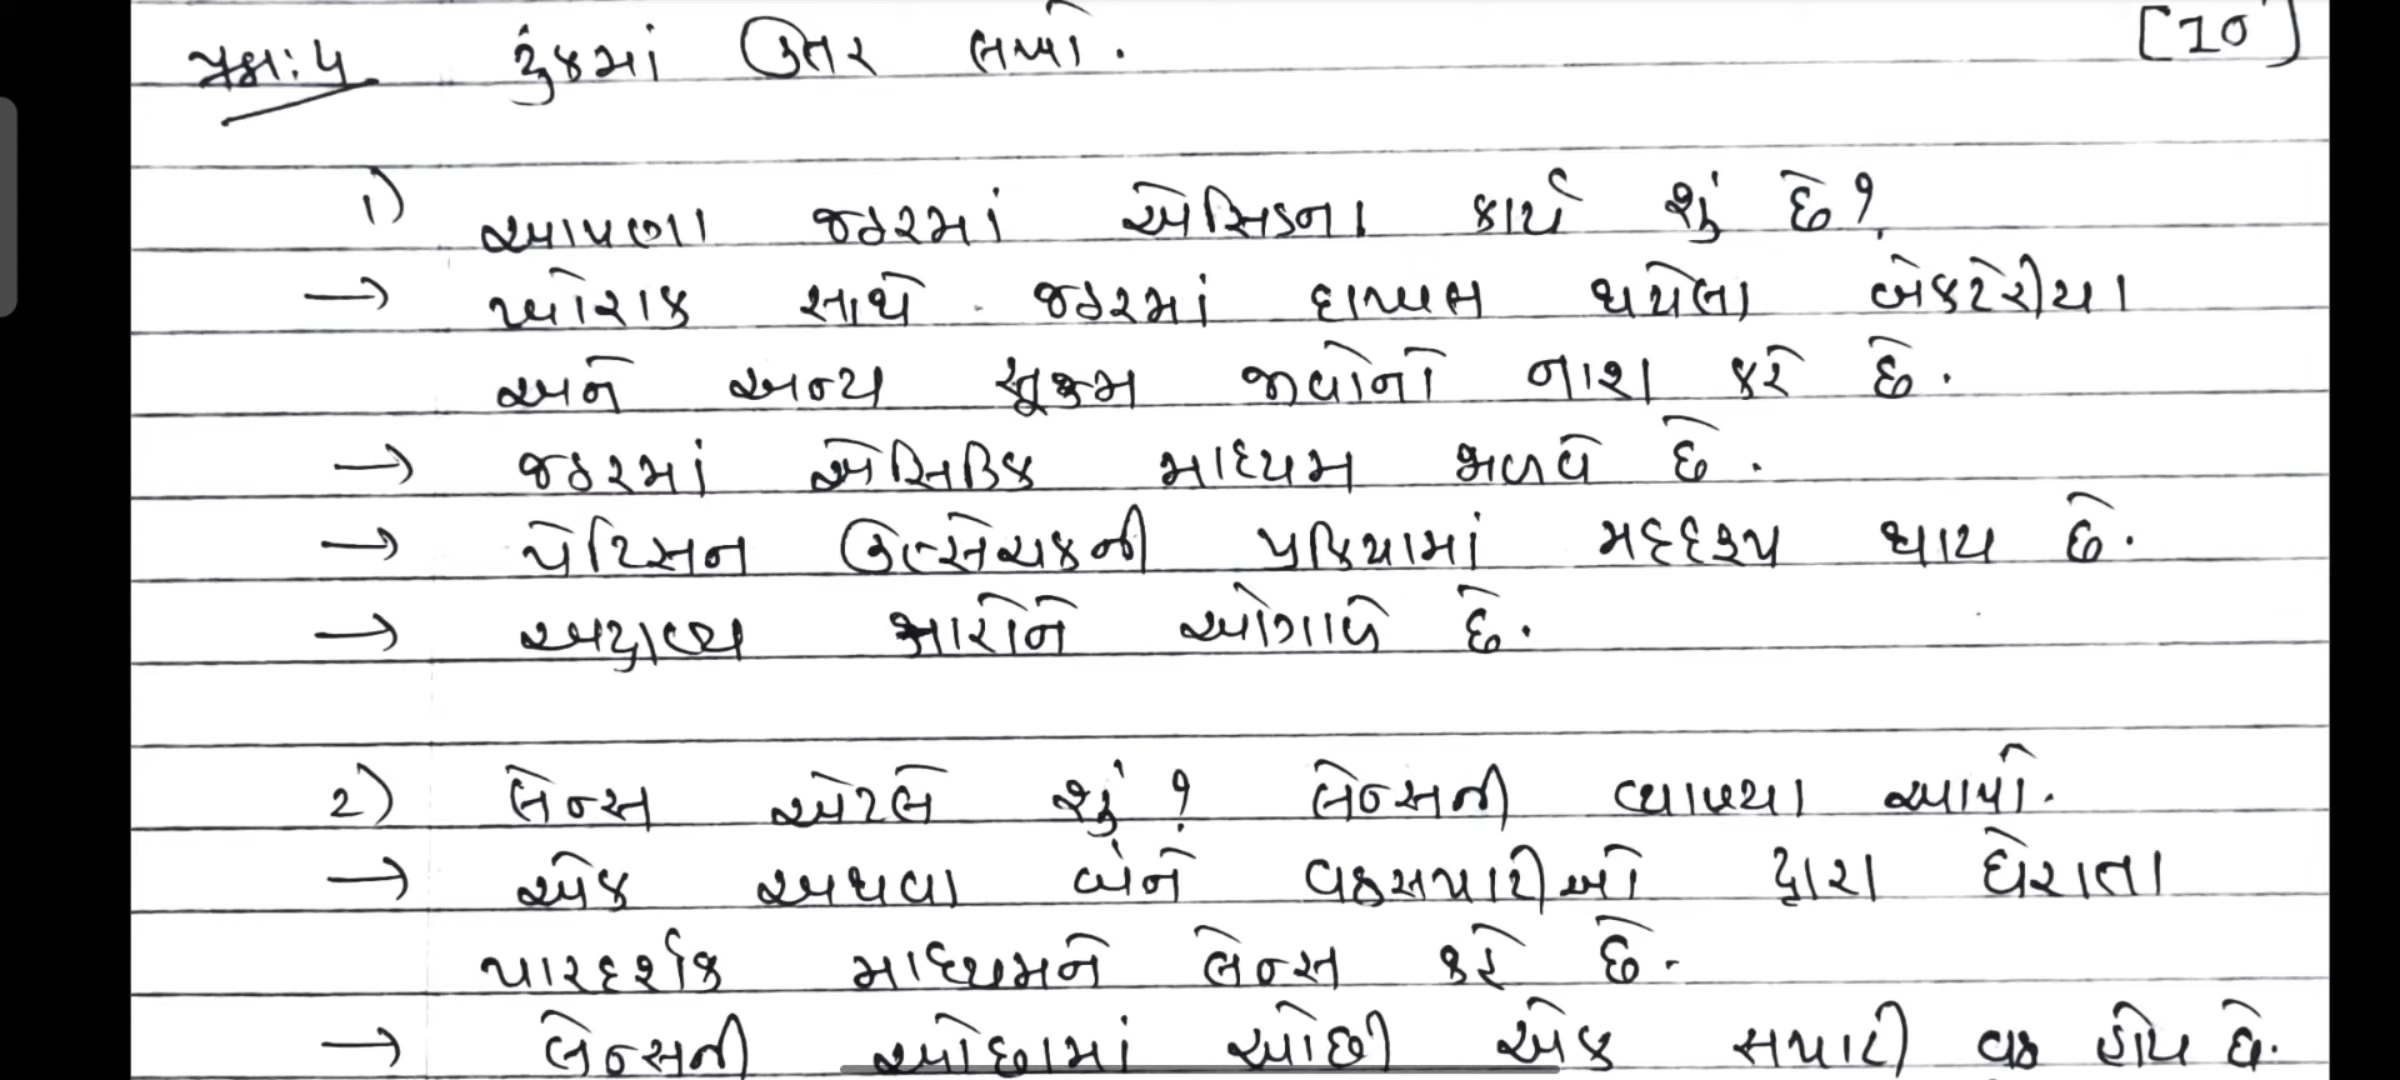 પ્રશ્ન:૫ ટુંકમાં ઉત્તર લખો. [10]
1) આપણા જઠરમાં એસિડના કાર્ય શું છે?
→ ખોરાક સાથે જઠરમાં દાખલ થયેલા બેકટેરીયા
અને અન્ય સૂક્ષ્મ જીવોનો નાશ કરે છે.
→ જઠરમાં એસિડિક માધ્યમ મળવે છે.
→ પેપ્સિન ઉત્સેચકની પ્રક્રિયામાં મદદરૂપ થાય છે.
→ અદ્રાવ્ય ક્ષારોને ઓગાળે છે.
2) લેન્સ એટલે શું? લેન્સની વ્યાખ્યા આપો.
→ એક અથવા બંને વક્રસપાટીઓ દ્વારા ઘેરાતા
પારદર્શક માધ્યમને લેન્સ કહે છે.
→ લેન્સની ઓછામાં ઓછી એક સપાટી વક્ર હોય છે.